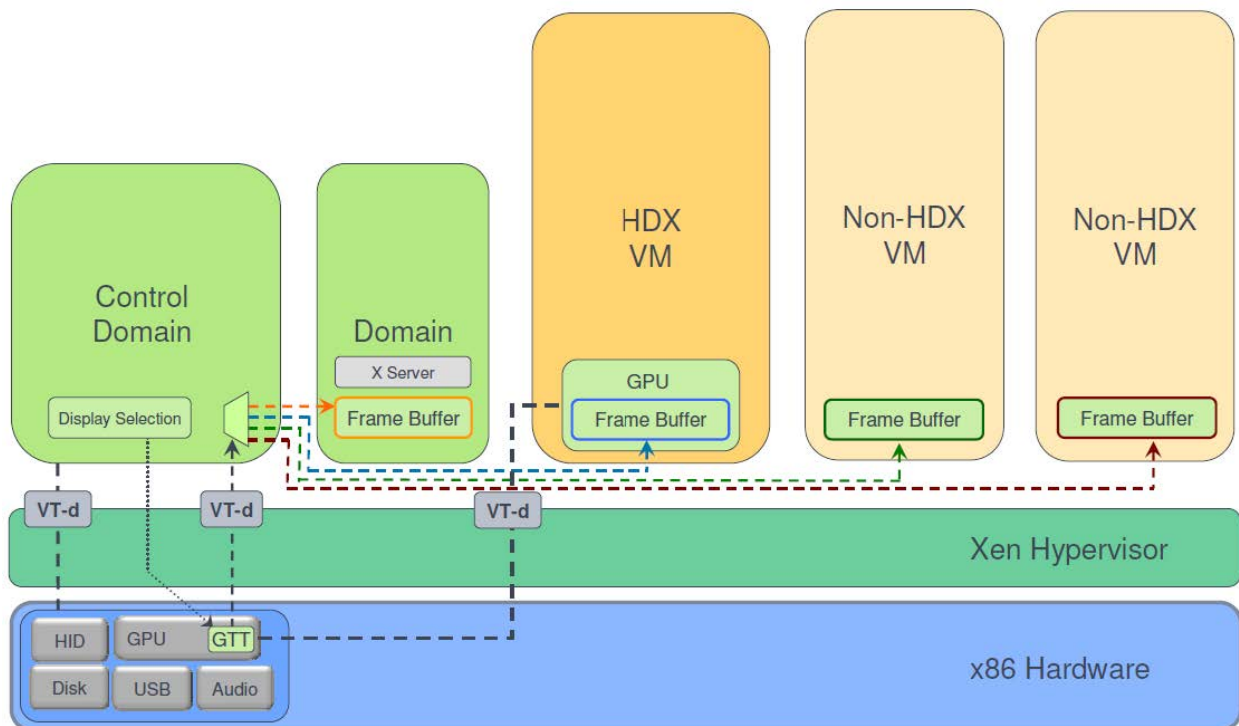 Control
Domain
Display Selection
Domain
X Server
Frame Buffer
HDX
VM
GPU
Frame Buffer
Non-HDX
VM
Frame Buffer
Non-HDX
VM
Frame Buffer
VT-d
VT-d
VT-d
Xen Hypervisor
HID
GPU
GTT
Disk
USB
Audio
x86 Hardware